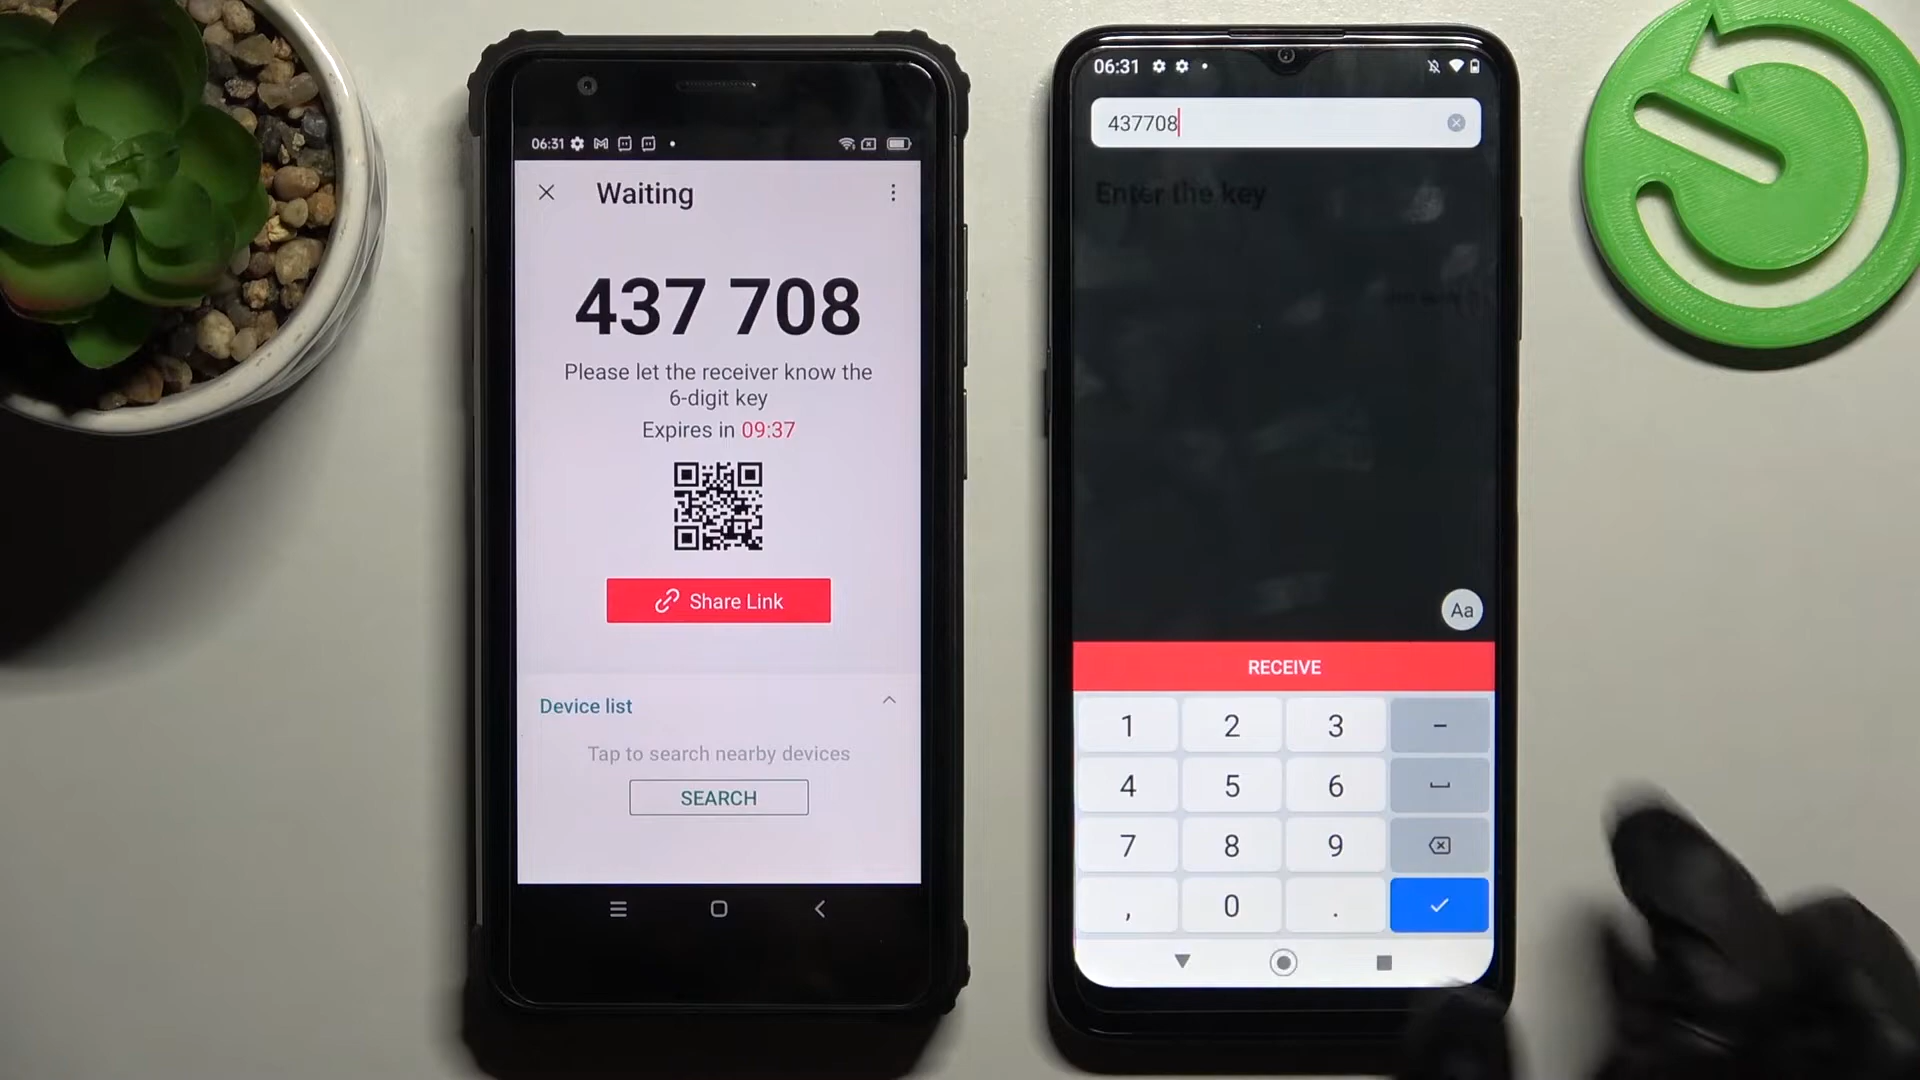 06:31
Waiting
437 708
Please let the receiver know the
6-digit key
Expires in 09:37
Share Link
Device list
Tap to search nearby devices
SEARCH
06:31
437708
Enter the key
Aa
RECEIVE
1 2 3 -
4 5 6
7 8 9
, 0 .